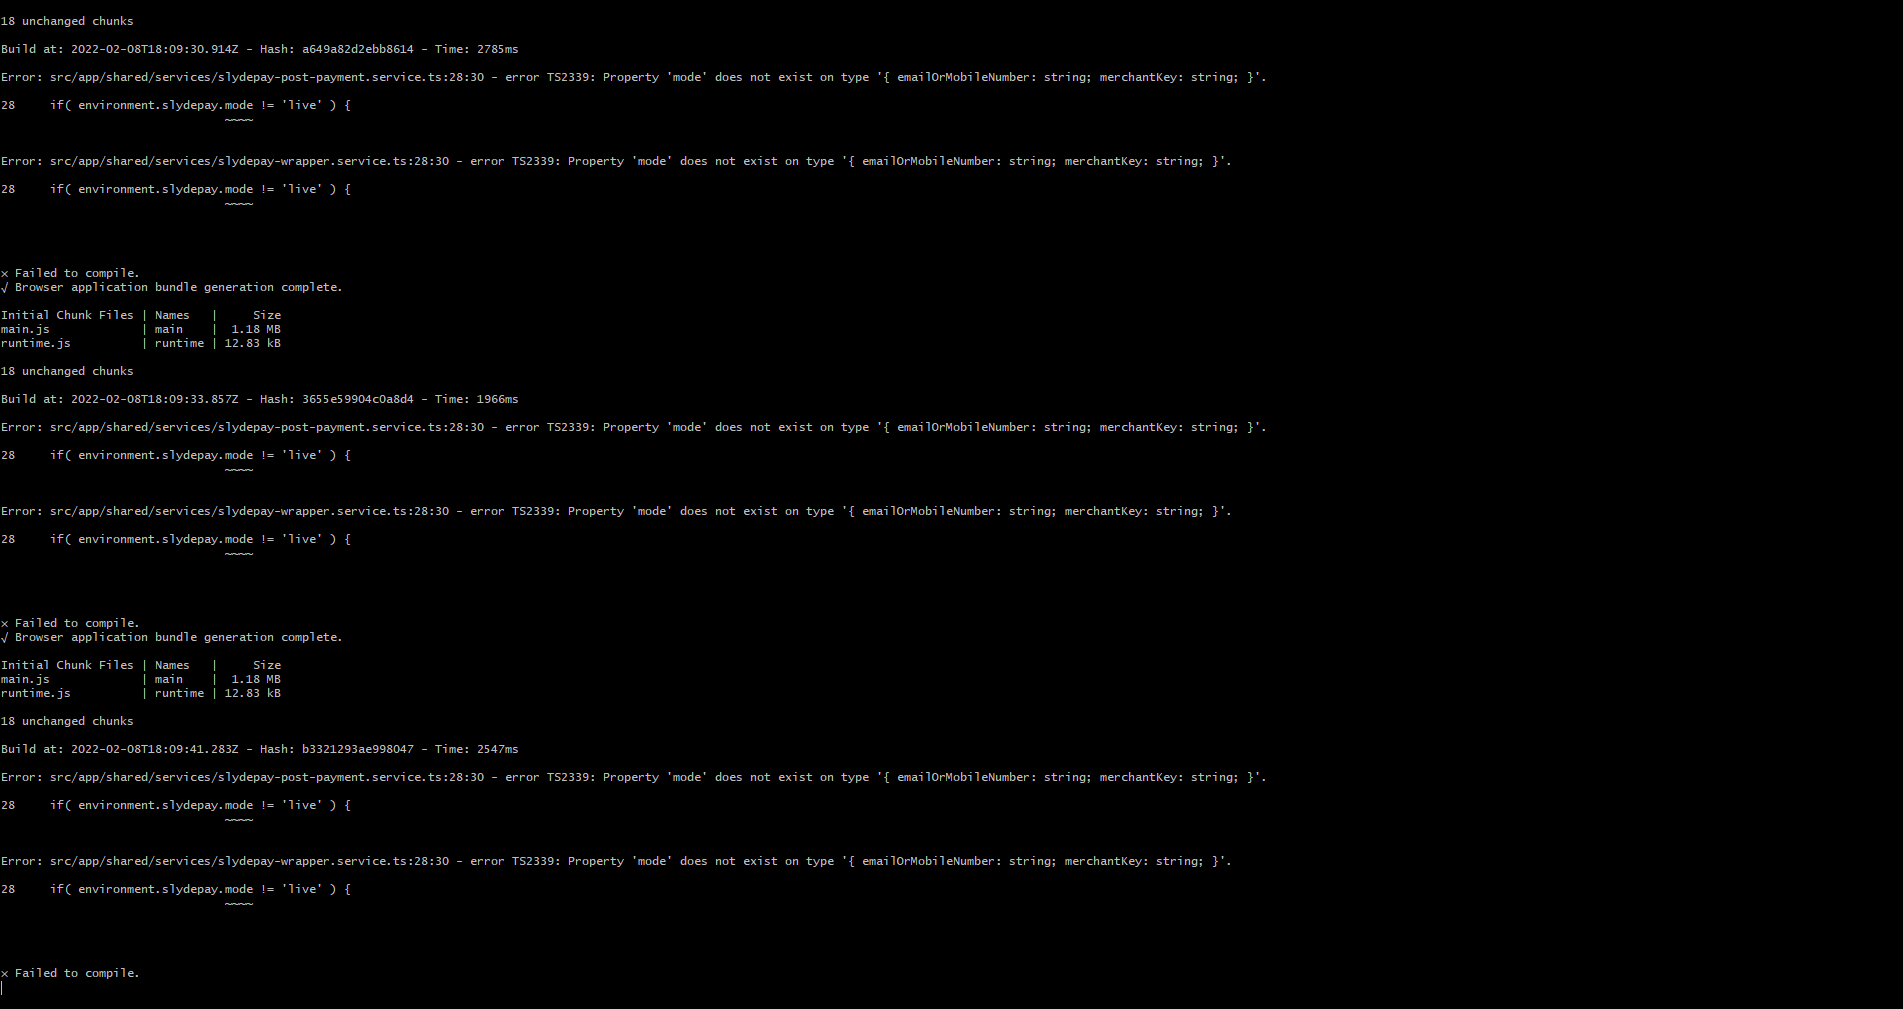 18 unchanged chunks
Build at: 2022-02-08T18:09:30.914Z - Hash: a649a82d2ebb8614 - Time: 2785ms
Error: src/app/shared/services/slydepay-post-payment.service.ts:28:30 - error TS2339: Property 'mode' does not exist on type '{ emailOrMobileNumber: string; merchantKey: string; }'.
28     if( environment.slydepay.mode != 'live' ) {
~~~~
Error: src/app/shared/services/slydepay-wrapper.service.ts:28:30 - error TS2339: Property 'mode' does not exist on type '{ emailOrMobileNumber: string; merchantKey: string; }'.
28     if( environment.slydepay.mode != 'live' ) {
~~~~
× Failed to compile.
√ Browser application bundle generation complete.
Initial Chunk Files | Names   |     Size
main.js             | main    |  1.18 MB
runtime.js          | runtime | 12.83 kB
18 unchanged chunks
Build at: 2022-02-08T18:09:33.857Z - Hash: 3655e59904c0a8d4 - Time: 1966ms
Error: src/app/shared/services/slydepay-post-payment.service.ts:28:30 - error TS2339: Property 'mode' does not exist on type '{ emailOrMobileNumber: string; merchantKey: string; }'.
28     if( environment.slydepay.mode != 'live' ) {
~~~~
Error: src/app/shared/services/slydepay-wrapper.service.ts:28:30 - error TS2339: Property 'mode' does not exist on type '{ emailOrMobileNumber: string; merchantKey: string; }'.
28     if( environment.slydepay.mode != 'live' ) {
~~~~
× Failed to compile.
√ Browser application bundle generation complete.
Initial Chunk Files | Names   |     Size
main.js             | main    |  1.18 MB
runtime.js          | runtime | 12.83 kB
18 unchanged chunks
Build at: 2022-02-08T18:09:41.283Z - Hash: b3321293ae998047 - Time: 2547ms
Error: src/app/shared/services/slydepay-post-payment.service.ts:28:30 - error TS2339: Property 'mode' does not exist on type '{ emailOrMobileNumber: string; merchantKey: string; }'.
28     if( environment.slydepay.mode != 'live' ) {
~~~~
Error: src/app/shared/services/slydepay-wrapper.service.ts:28:30 - error TS2339: Property 'mode' does not exist on type '{ emailOrMobileNumber: string; merchantKey: string; }'.
28     if( environment.slydepay.mode != 'live' ) {
~~~~
× Failed to compile.